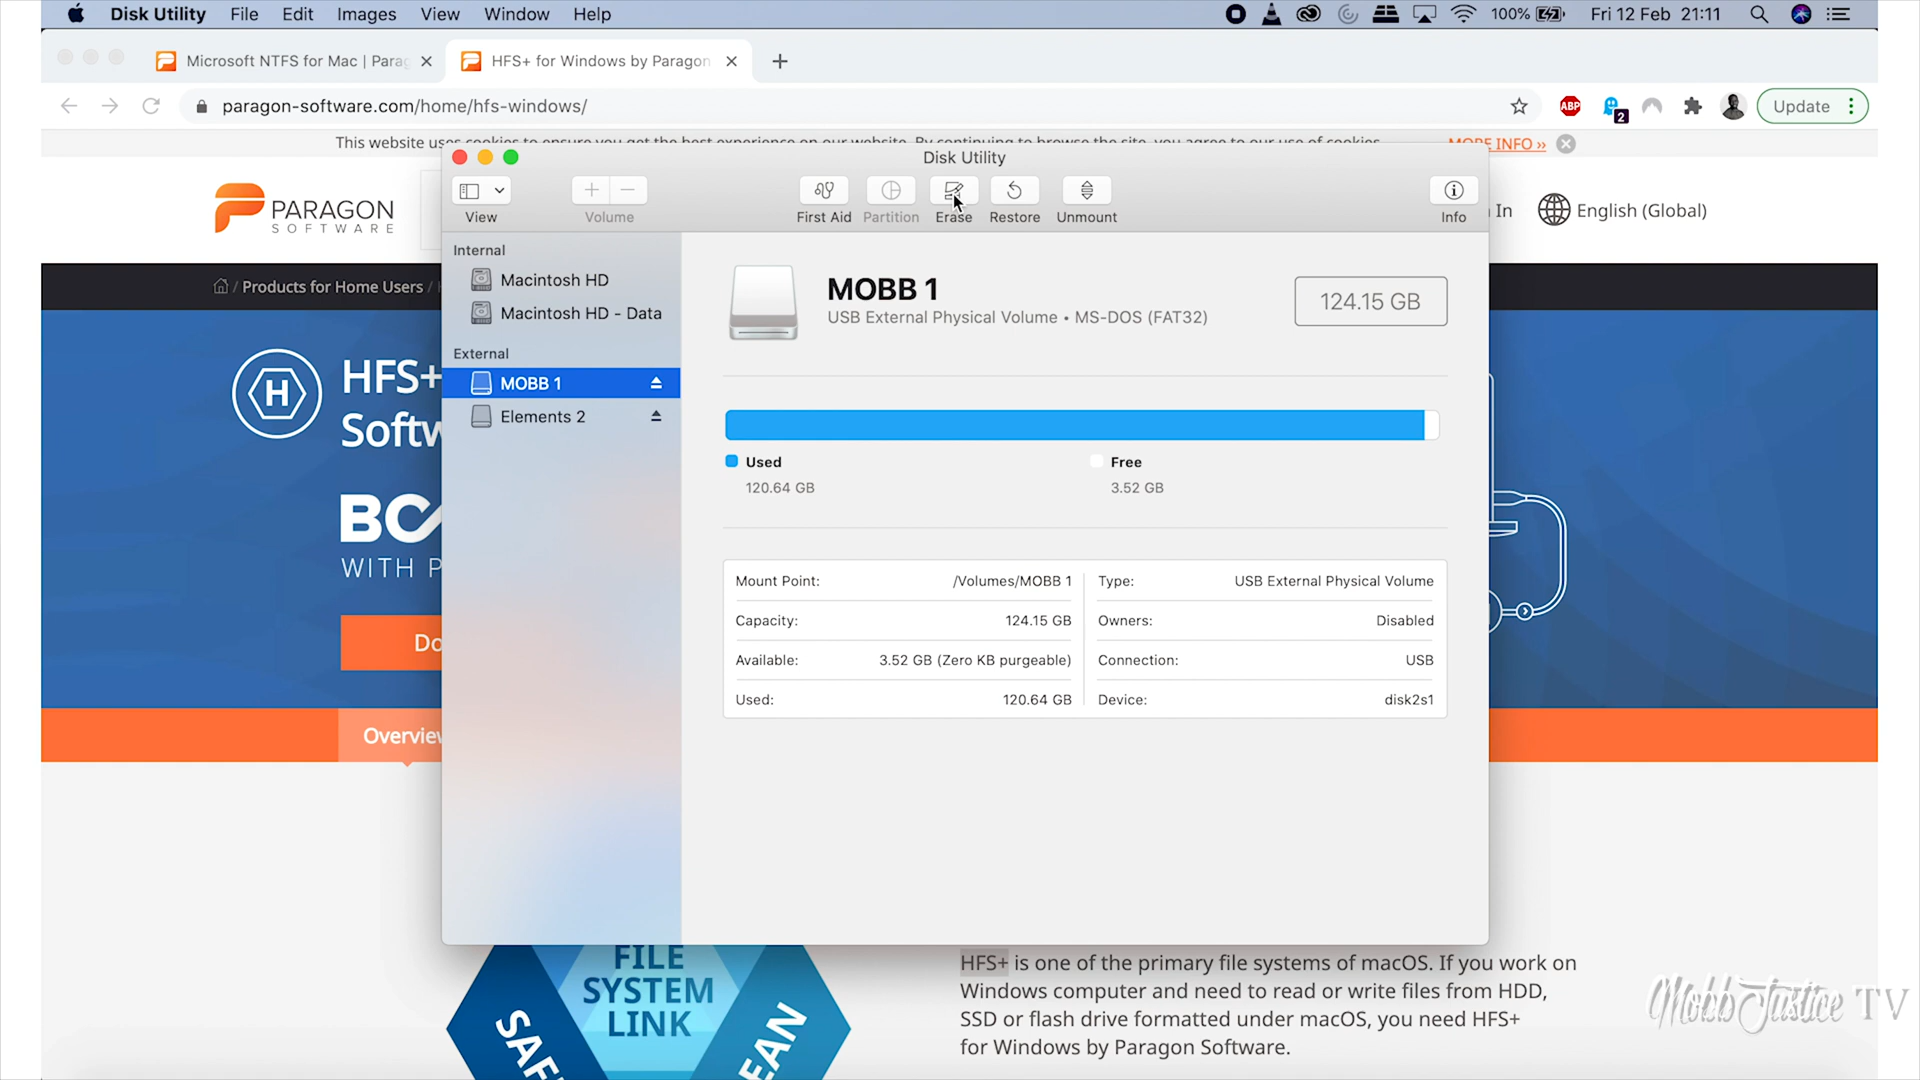 Disk Utility File Edit Images View Window Help 100% Fri 12 Feb 21:11
Microsoft NTFS for Mac | Parag HFS+ for Windows by Paragon
paragon-software.com/home/hfs-windows/ ABP 2 Update
This website uses cookies to ensure you get the best experience on our website. By continuing to browse the site, you agree to our use of cookies. MORE INFO »
Disk Utility
PARAGON
SOFTWARE
In English (Global)
View Volume First Aid Partition Erase Restore Unmount Info
Internal
Macintosh HD
Macintosh HD - Data
External
MOBB 1
Elements 2
MOBB 1
USB External Physical Volume • MS-DOS (FAT32)
124.15 GB
Used Free
120.64 GB 3.52 GB
Mount Point: /Volumes/MOBB 1 Type: USB External Physical Volume
Capacity: 124.15 GB Owners: Disabled
Available: 3.52 GB (Zero KB purgeable) Connection: USB
Used: 120.64 GB Device: disk2s1
/ Products for Home Users /
H
HFS+
Softw
BO
WITH P
Do
Overview
FILE
SYSTEM
LINK
SAF
EAN
HFS+ is one of the primary file systems of macOS. If you work on
Windows computer and need to read or write files from HDD,
SSD or flash drive formatted under macOS, you need HFS+
for Windows by Paragon Software.
MobbJustice TV